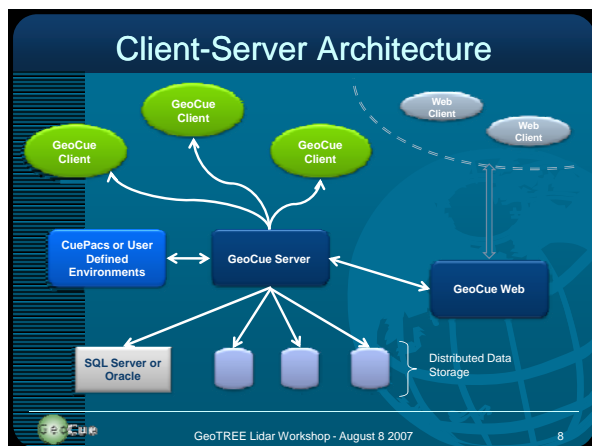 Client-Server Architecture
GeoCue
Client
GeoCue
Client
GeoCue
Client
Web
Client
Web
Client
CuePacs or User
Defined
Environments
GeoCue Server
GeoCue Web
SQL Server or
Oracle
Distributed Data
Storage
GeoCue
GeoTREE Lidar Workshop - August 8 2007
8